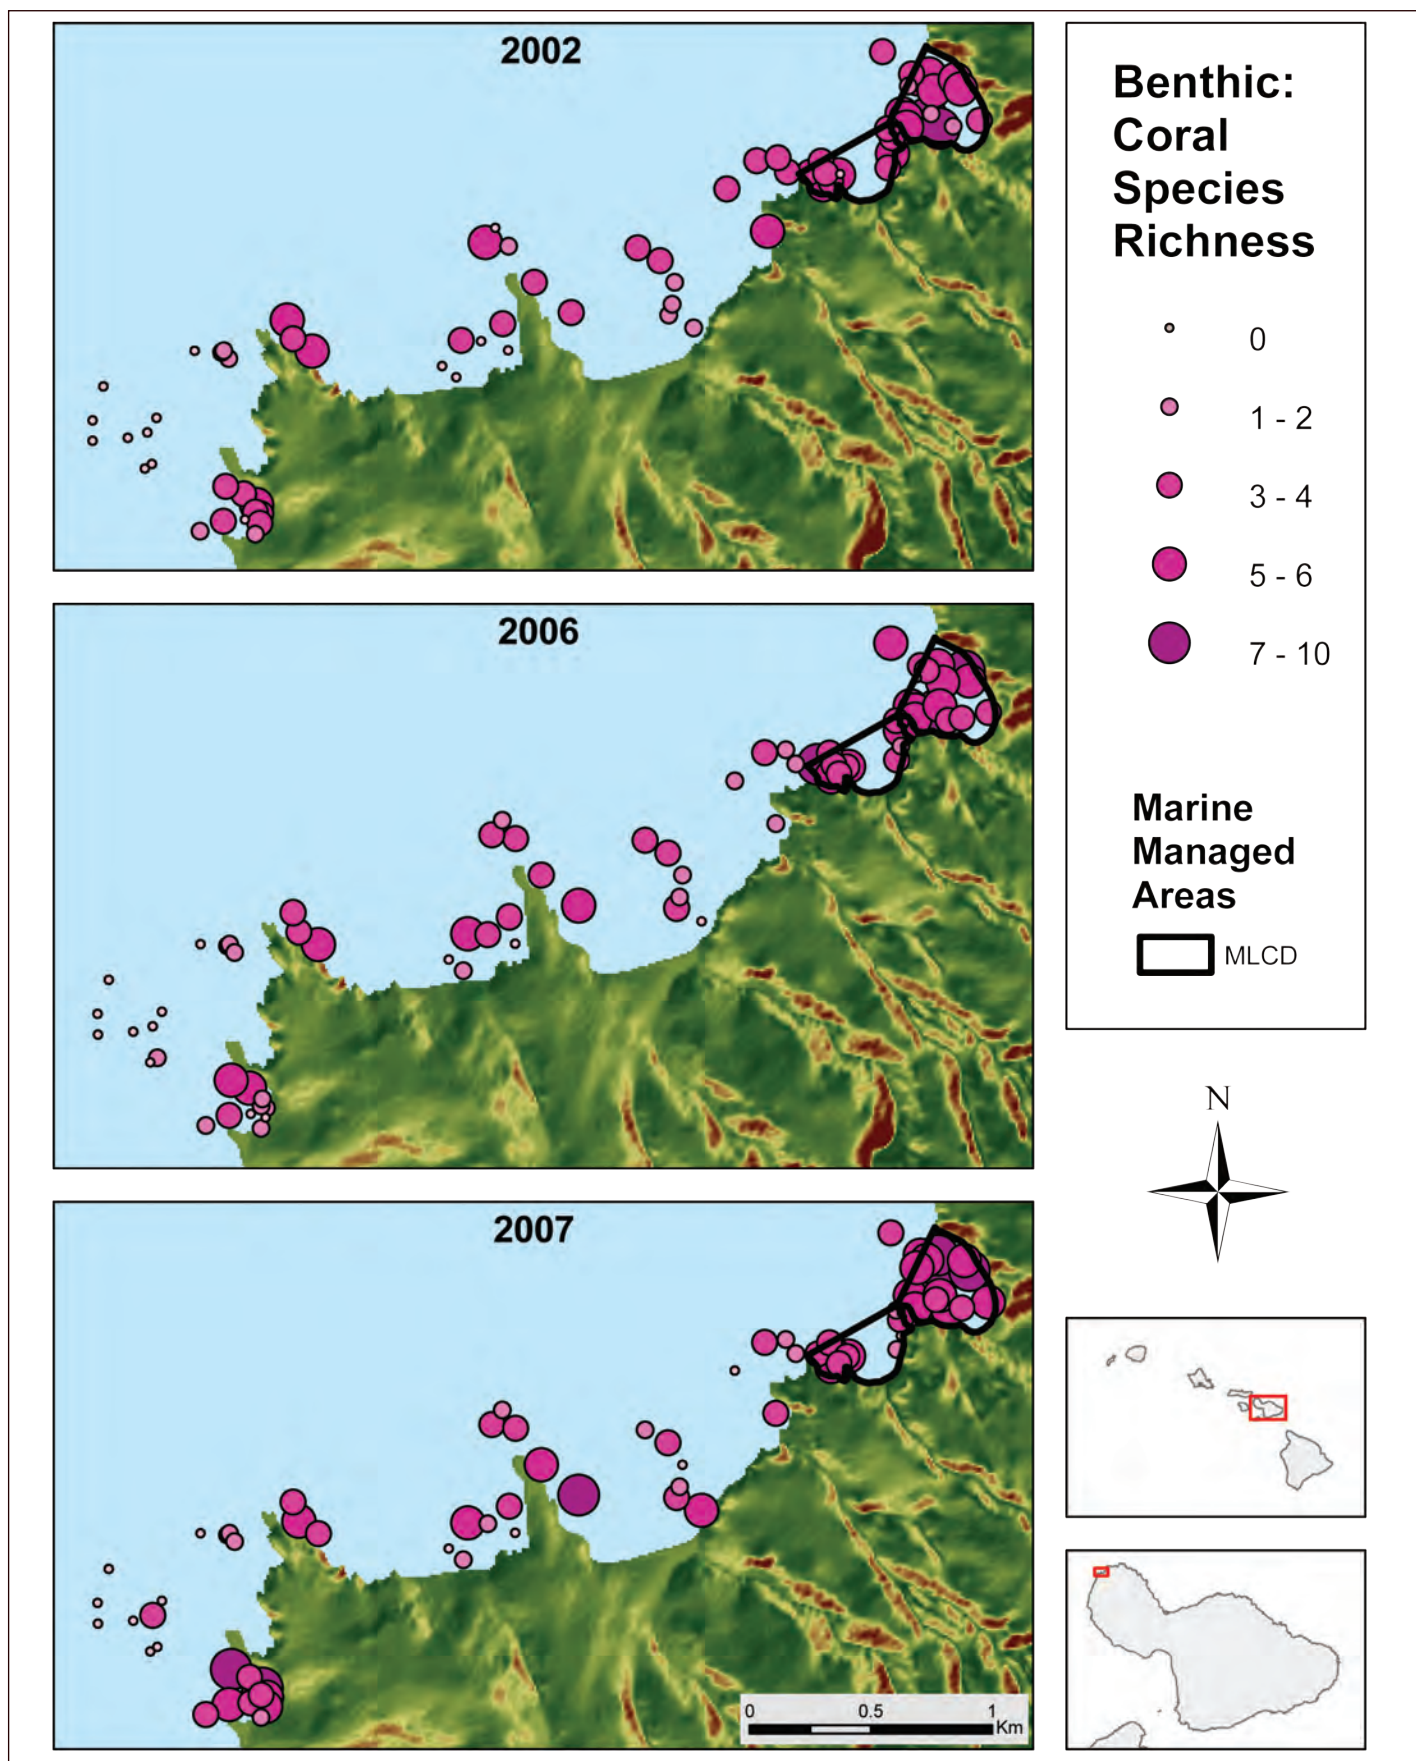 2002
2006
2007
0 0.5 1
Km
Benthic:
Coral
Species
Richness
0
1 - 2
3 - 4
5 - 6
7 - 10
Marine
Managed
Areas
MLCD
N